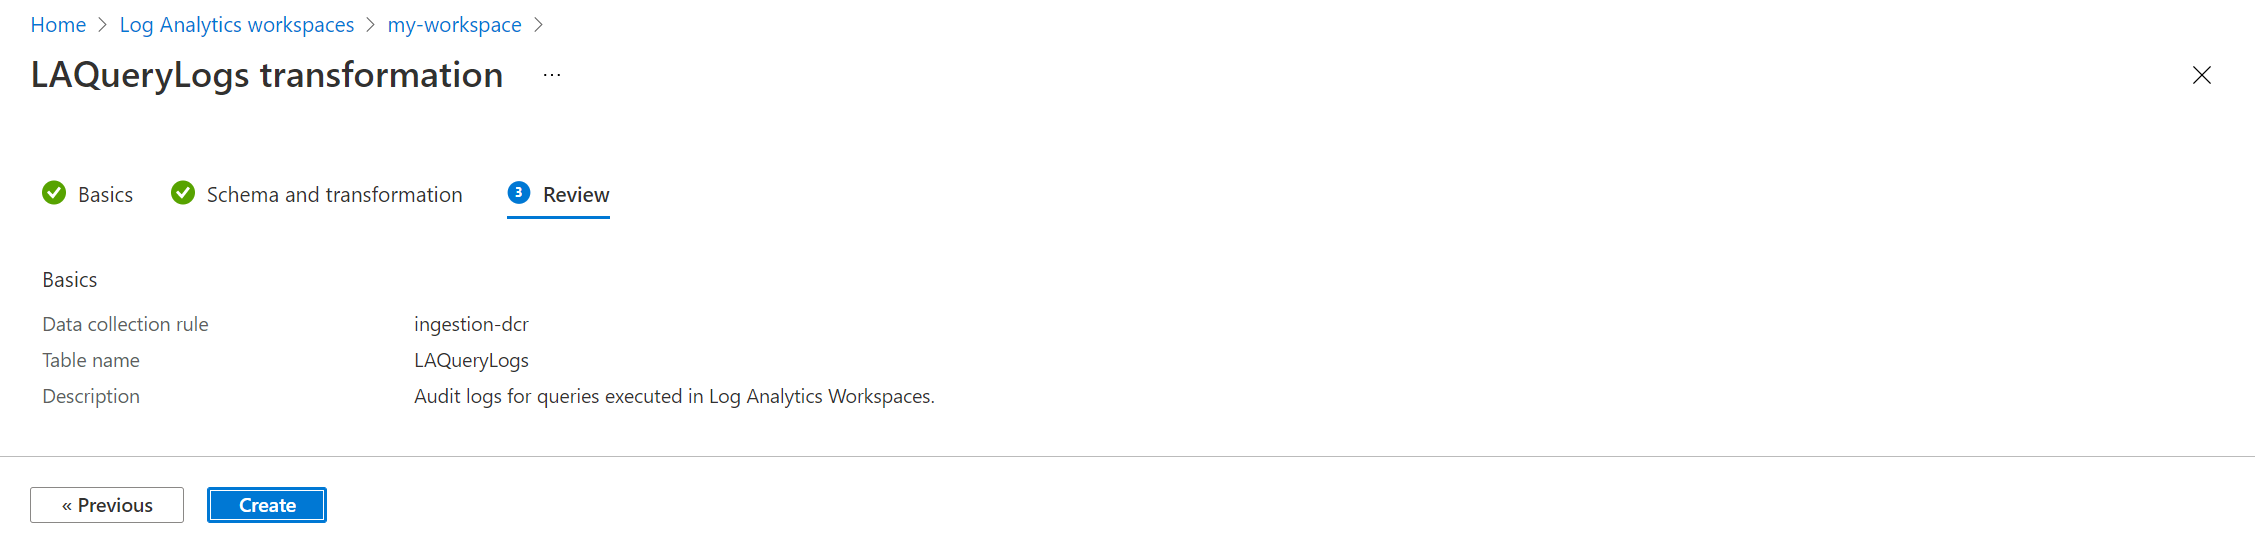 Home > Log Analytics workspaces > my-workspace >
LAQueryLogs transformation ...
Basics Schema and transformation 3 Review
Basics
Data collection rule ingestion-dcr
Table name LAQueryLogs
Description Audit logs for queries executed in Log Analytics Workspaces.
« Previous Create